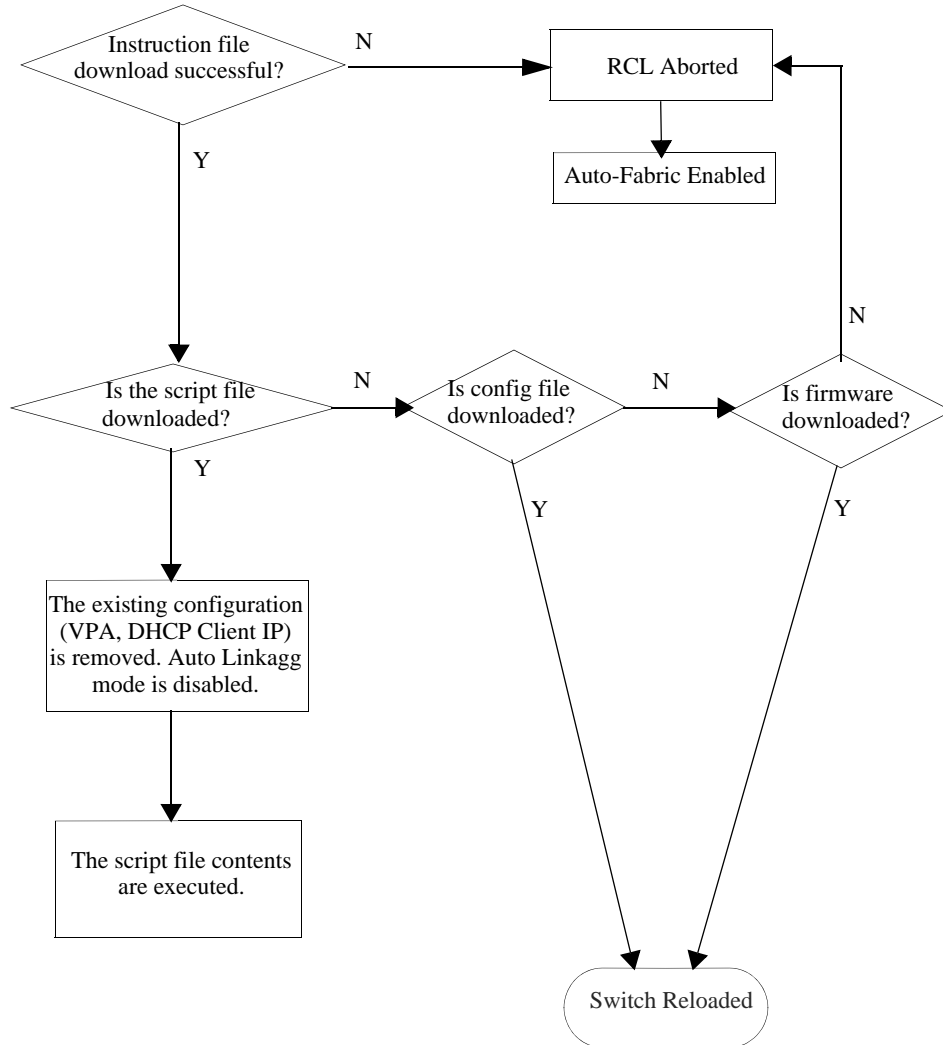 Instruction file
download successful?
N
RCL Aborted
Y
Auto-Fabric Enabled
N
Is the script file
downloaded?
N
Is config file
downloaded?
N
Is firmware
downloaded?
Y
Y
Y
The existing configuration
(VPA, DHCP Client IP)
is removed. Auto Linkagg
mode is disabled.
The script file contents
are executed.
Switch Reloaded